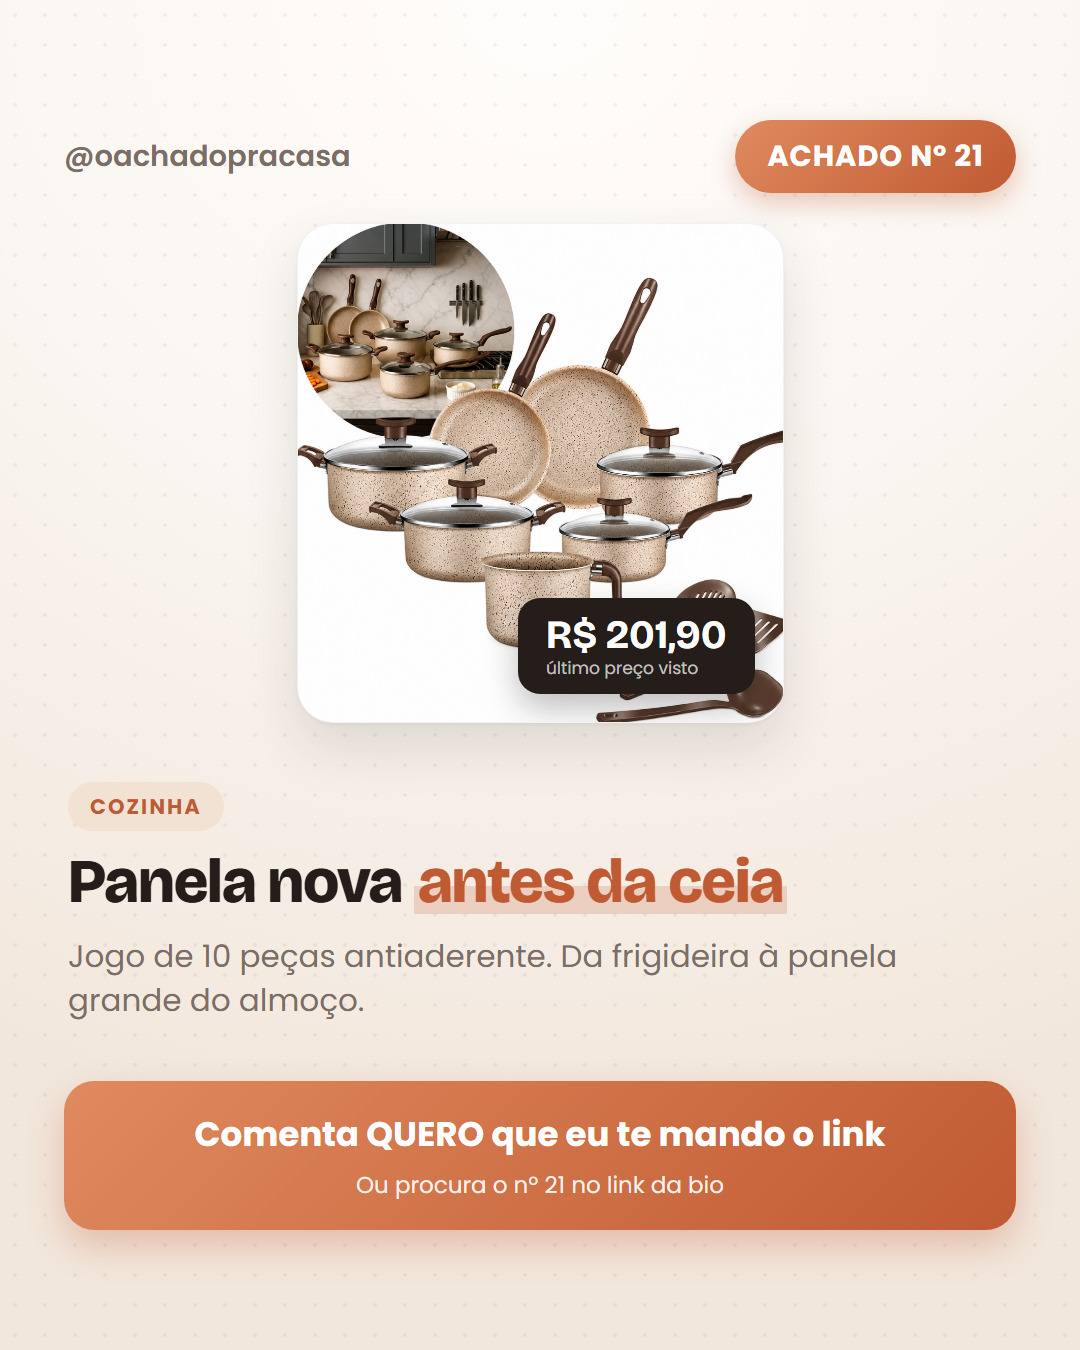 @oachadopracasa
ACHADO Nº 21
R$ 201,90
último preço visto
COZINHA
Panela nova antes da ceia
Jogo de 10 peças antiaderente. Da frigideira à panela
grande do almoço.
Comenta QUERO que eu te mando o link
Ou procura o nº 21 no link da bio